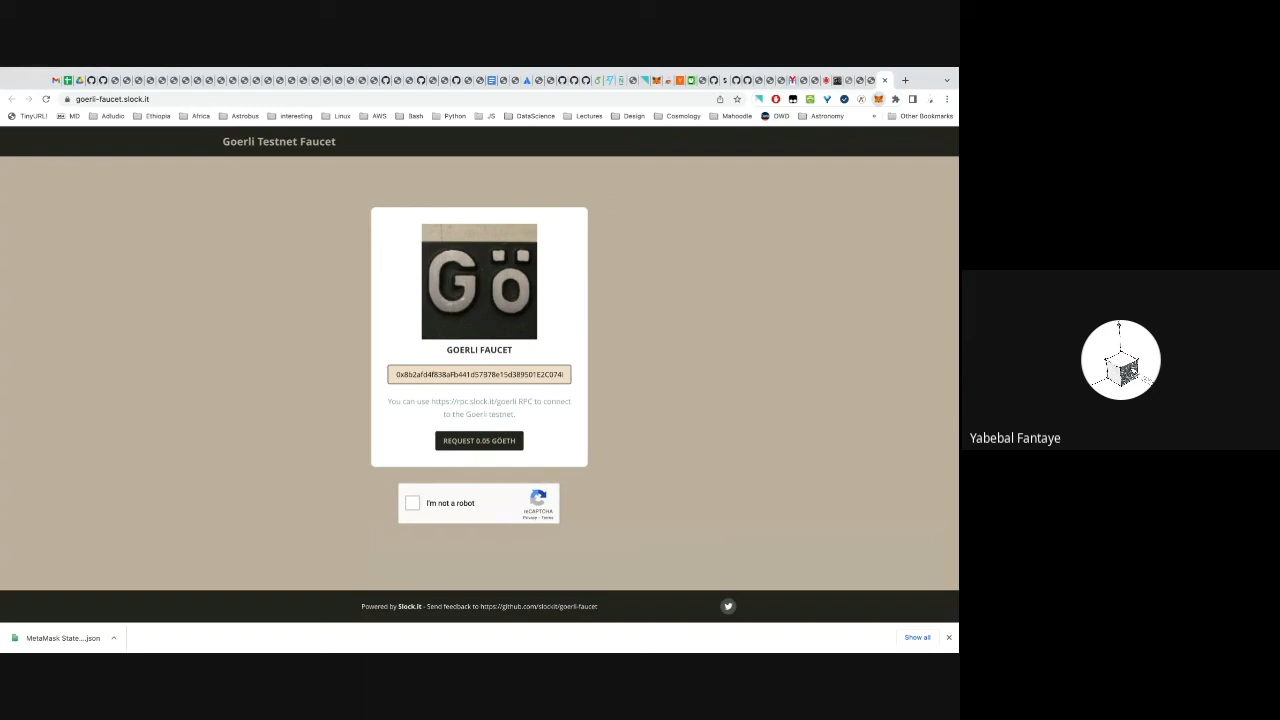 goerli-faucet.slock.it
TinyURL! MD Adludio Ethiopia Africa Astrobus interesting Linux AWS Bash Python JS DataScience Lectures Design Cosmology Mahoodle OWD Astronomy » Other Bookmarks
Goerli Testnet Faucet
Gö
GOERLI FAUCET
You can use https://rpc.slock.it/goerli RPC to connect
to the Goerli testnet.
REQUEST 0.05 GÖETH
I'm not a robot
reCAPTCHA
Privacy - Terms
Powered by Slock.it - Send feedback to https://github.com/slockit/goerli-faucet
MetaMask State....json
Show all
Yabebal Fantaye